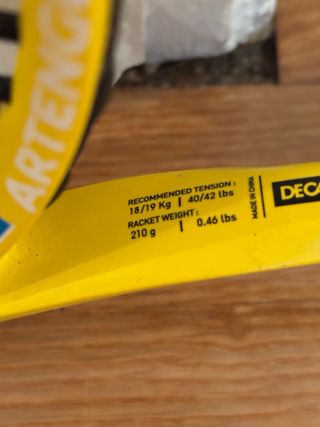 ARTENG
RECOMMENDED TENSION :
18/19 Kg | 40/42 lbs
RACKET WEIGHT :
210 g | 0.46 lbs
MADE IN CHINA
DECA